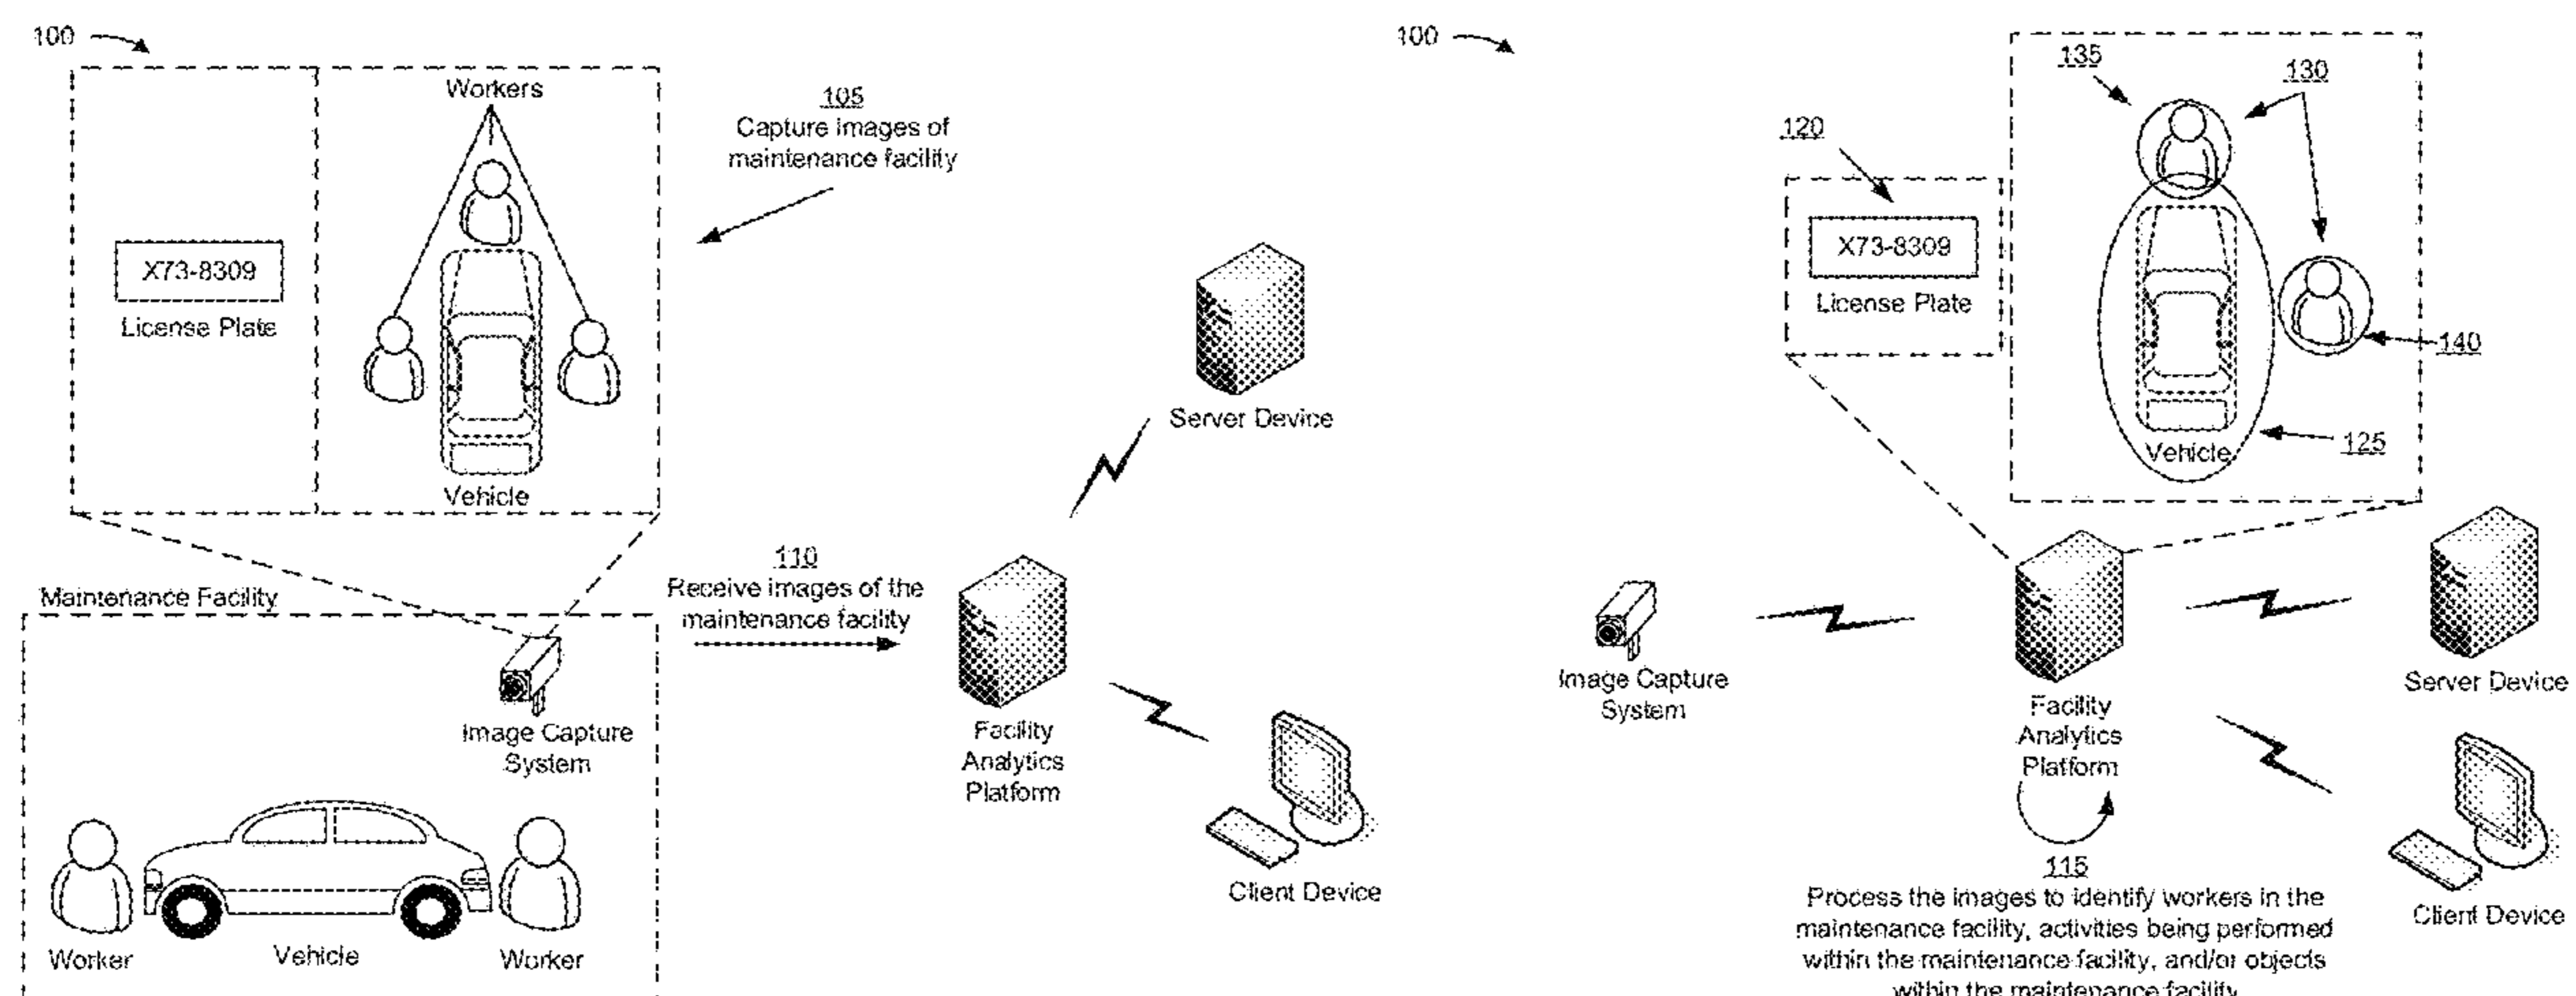 100
Workers
X73-8309
License Plate
Vehicle
105
Capture images of
maintenance facility
Server Device
110
Receive images of the
maintenance facility
Facility
Analytics
Platform
Client Device
Maintenance Facility
Image Capture
System
Worker
Vehicle
Worker
100
120
X73-8309
License Plate
135
130
140
125
Vehicle
Image Capture
System
Facility
Analytics
Platform
Server Device
Client Device
115
Process the images to identify workers in the
maintenance facility, activities being performed
within the maintenance facility, and/or objects
within the maintenance facility